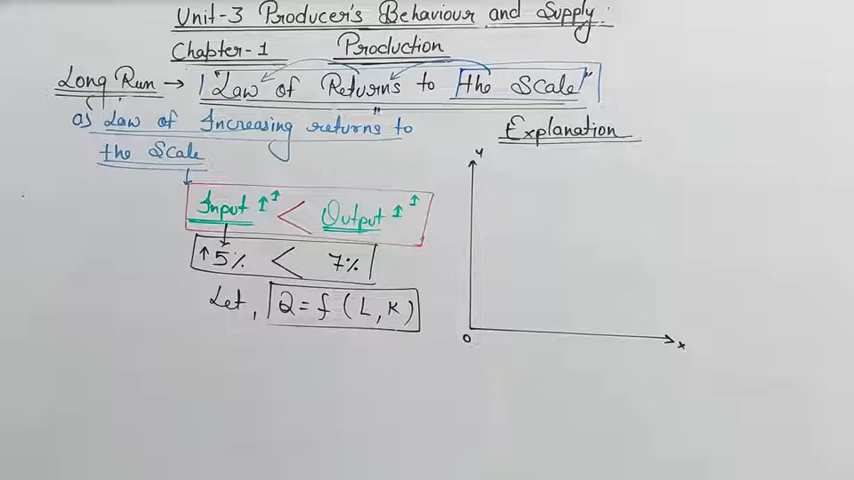 Unit-3 Producer's Behaviour and Supply:
Chapter-1 Production
Long Run → "Law of Returns to the Scale"
as Law of Increasing returns" to
the Scale
Explanation
Input ↑↑ < Output ↑↑
↑5% < 7%
Let, Q = f (L, K)
Y
O
X